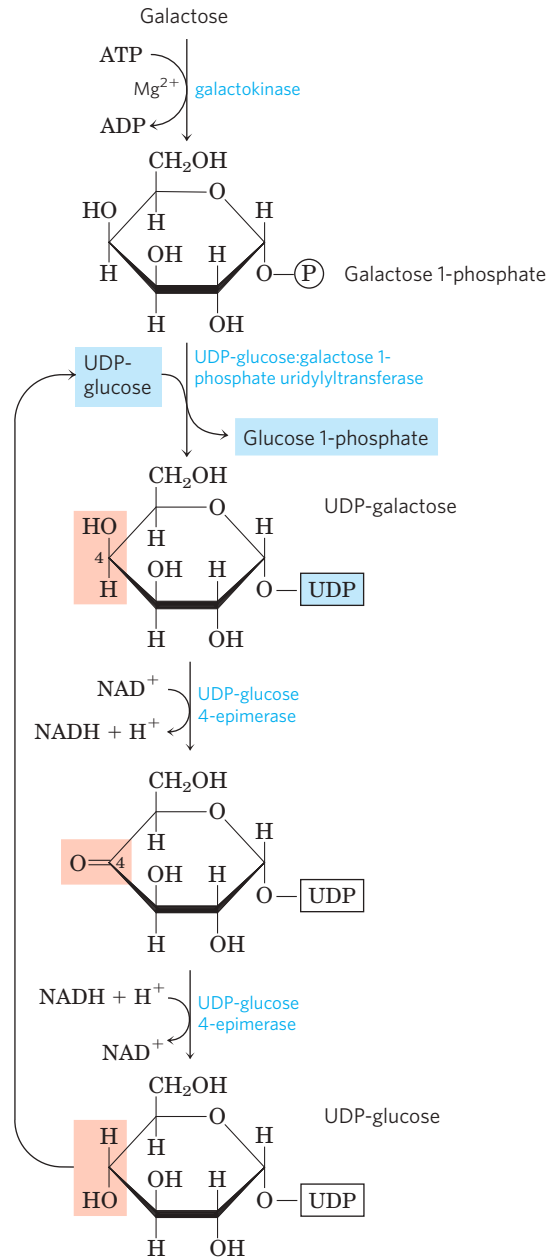 Galactose
ATP
Mg2+ galactokinase
ADP
CH2OH
O
HO H H
H OH H O P Galactose 1-phosphate
H OH
UDP-
glucose
UDP-glucose:galactose 1-
phosphate uridylyltransferase
Glucose 1-phosphate
CH2OH
UDP-galactose
O
HO H H
4
H OH H O UDP
H OH
NAD+
NADH + H+
UDP-glucose
4-epimerase
CH2OH
O
H H
O 4
OH H O UDP
H OH
NADH + H+
NAD+
UDP-glucose
4-epimerase
CH2OH
UDP-glucose
O
H H H
4
HO OH H O UDP
H OH